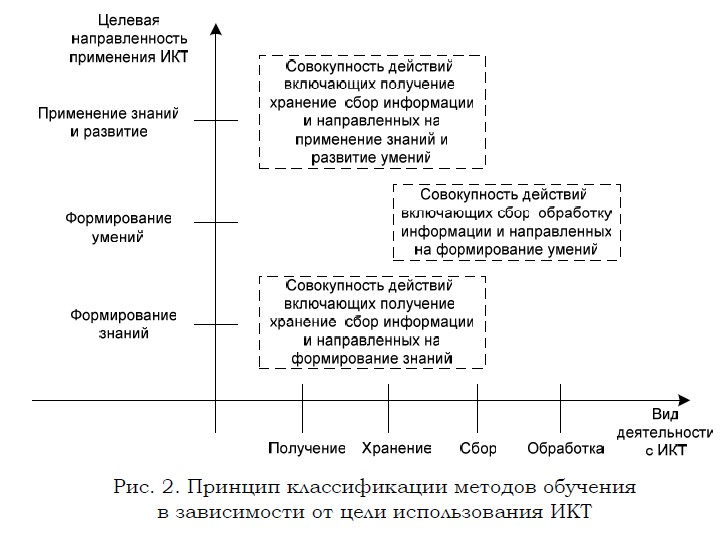 Целевая
направленность
применения ИКТ
Совокупность действий
включающих получение
хранение сбор информации
и направленных на
применение знаний и
развитие умений
Применение знаний
и развитие
Совокупность действий
включающих сбор обработку
информации и направленных
на формирование умений
Формирование
умений
Совокупность действий
включающих получение
хранение сбор информации
и направленных на
формирование знаний
Формирование
знаний
Получение
Хранение
Сбор
Обработка
Вид
деятельности
с ИКТ
Рис. 2. Принцип классификации методов обучения
в зависимости от цели использования ИКТ